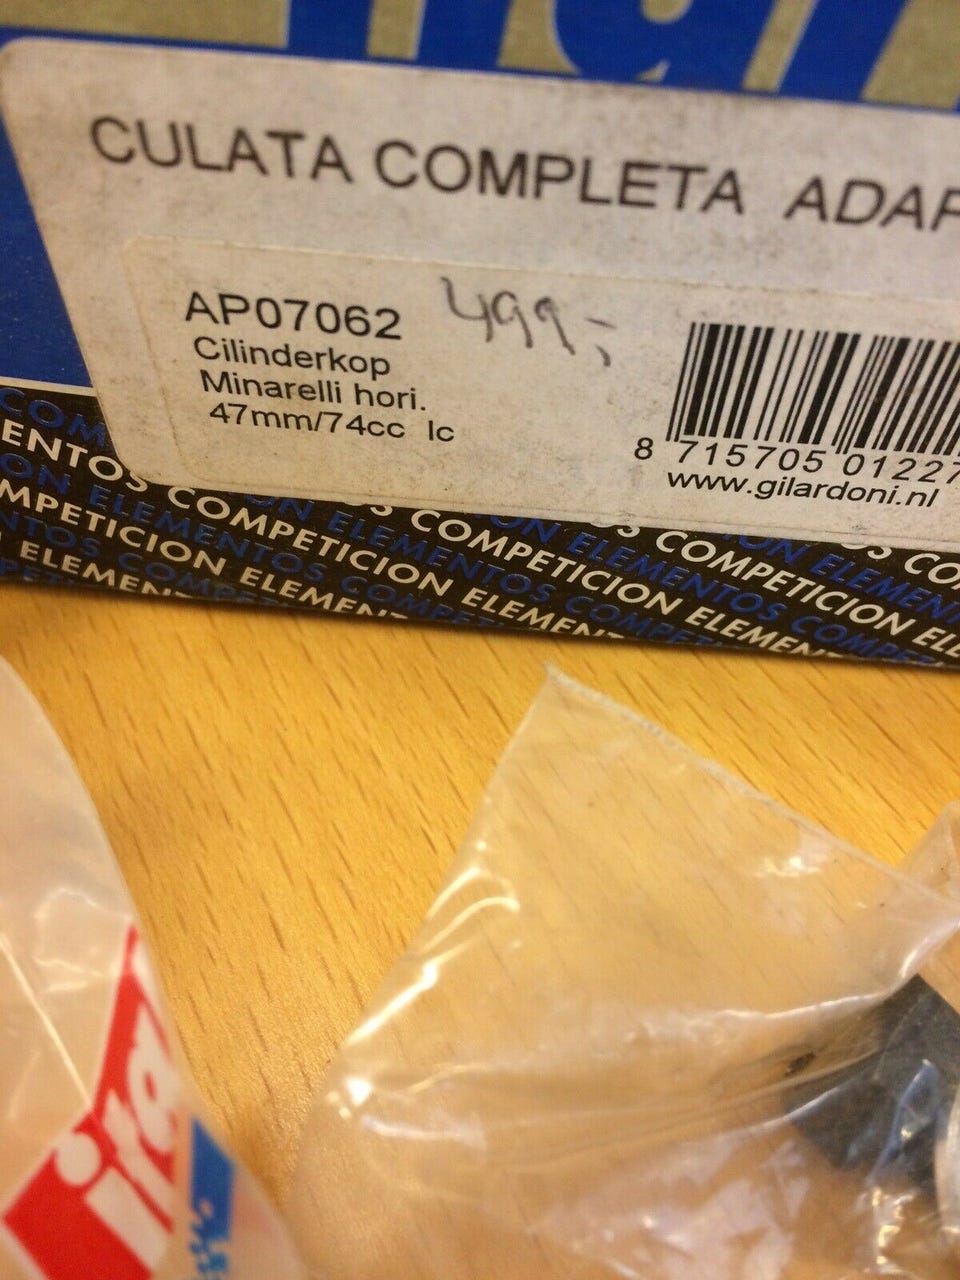 CULATA COMPLETA ADAP
AP07062
499,-
Cilinderkop
Minarelli hori.
47mm/74cc lc
8 715705 01227
www.gilardoni.nl
COMPETICION ELEMENTOS COMPETICION ELEMENTOS